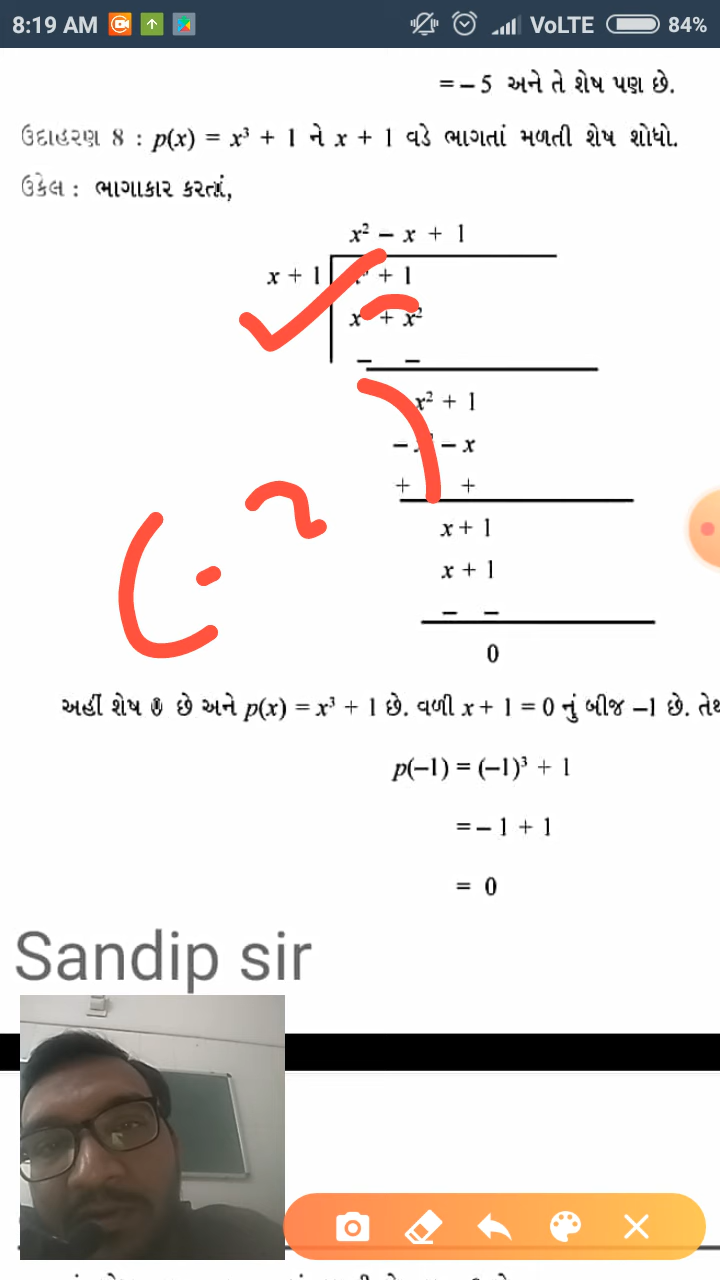 8:19 AM VoLTE 84%
= – 5 અને તે શેષ પણ છે.
ઉદાહરણ 8 : p(x) = x³ + 1 ને x + 1 વડે ભાગતાં મળતી શેષ શોધો.
ઉકેલ : ભાગાકાર કરતાં,
x² – x + 1
x + 1 + 1
x + x²
– –
x² + 1
– – x
+ +
x + 1
x + 1
– –
0
અહીં શેષ 0 છે અને p(x) = x³ + 1 છે. વળી x + 1 = 0 નું બીજ –1 છે.
p(–1) = (–1)³ + 1
= – 1 + 1
= 0
Sandip sir